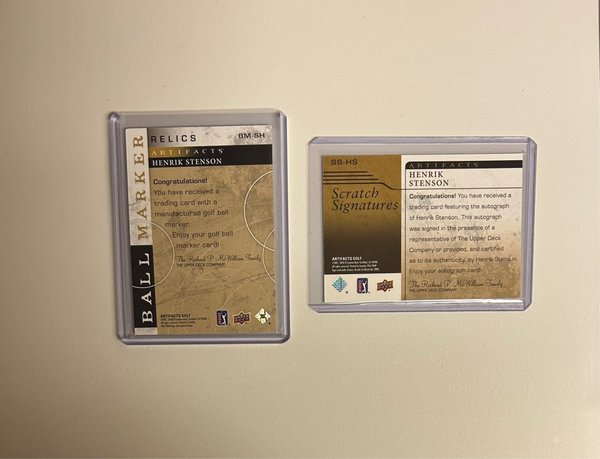 BALL MARKER
RELICS
BM-SH
ARTIFACTS
HENRIK STENSON
Congratulations!
You have received a
trading card with a
manufactured golf ball
marker.
Enjoy your golf ball
marker card!
The Richard P. McWilliam Family
THE UPPER DECK COMPANY
ARTIFACTS GOLF
SS-HS
Scratch
Signatures
ARTIFACTS GOLF
ARTIFACTS
HENRIK
STENSON
Congratulations! You have received a
trading card featuring the autograph
of Henrik Stenson. This autograph
was signed in the presence of a
representative of The Upper Deck
Company or provided, and certified
as to its authenticity, by Henrik Stenson.
Enjoy your autograph card!
The Richard P. McWilliam Family
THE UPPER DECK COMPANY